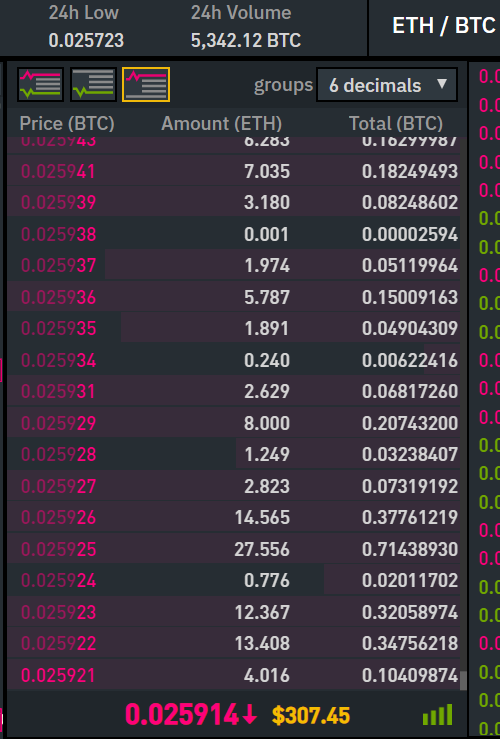 24h Low 24h Volume
0.025723 5,342.12 BTC ETH / BTC
groups 6 decimals
Price (BTC) Amount (ETH) Total (BTC)
0.025943 6.283 0.16299987
0.025941 7.035 0.18249493
0.025939 3.180 0.08248602
0.025938 0.001 0.00002594
0.025937 1.974 0.05119964
0.025936 5.787 0.15009163
0.025935 1.891 0.04904309
0.025934 0.240 0.00622416
0.025931 2.629 0.06817260
0.025929 8.000 0.20743200
0.025928 1.249 0.03238407
0.025927 2.823 0.07319192
0.025926 14.565 0.37761219
0.025925 27.556 0.71438930
0.025924 0.776 0.02011702
0.025923 12.367 0.32058974
0.025922 13.408 0.34756218
0.025921 4.016 0.10409874
0.025914↓ $307.45